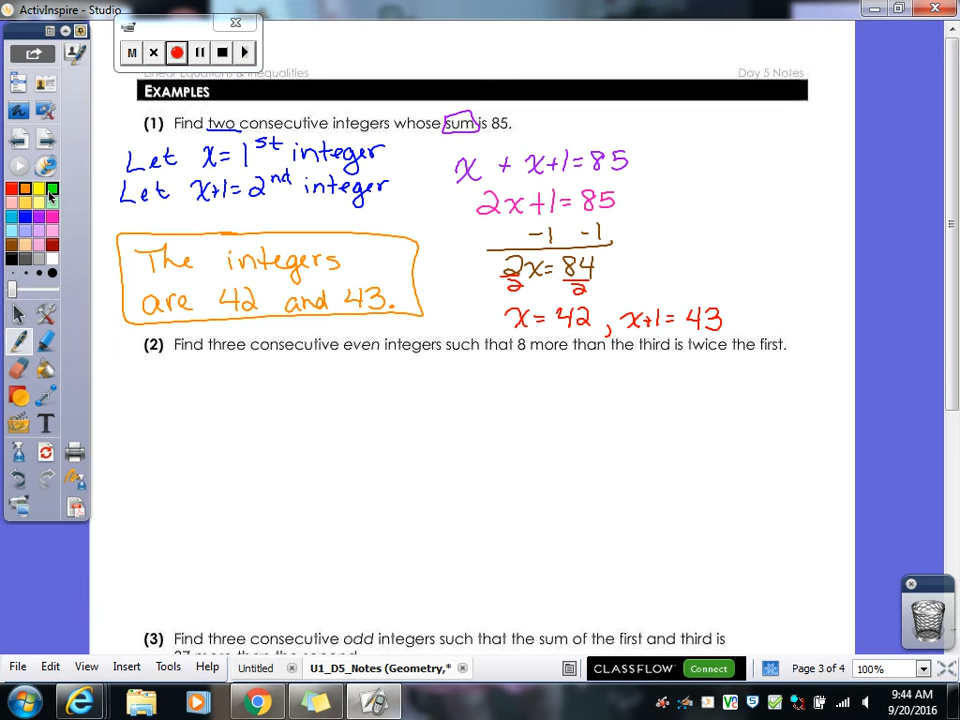 ActivInspire - Studio
M
Linear Equations & Inequalities Day 5 Notes
EXAMPLES
(1) Find two consecutive integers whose sum is 85.
Let x = 1st integer
Let x+1 = 2nd integer
x + x+1 = 85
2x+1 = 85
-1 -1
2x = 84
2 2
x = 42 , x+1 = 43
The integers
are 42 and 43.
(2) Find three consecutive even integers such that 8 more than the third is twice the first.
(3) Find three consecutive odd integers such that the sum of the first and third is
27 more than the second.
File Edit View Insert Tools Help Untitled U1_D5_Notes (Geometry,* CLASSFLOW Connect Page 3 of 4 100%
9:44 AM
9/20/2016